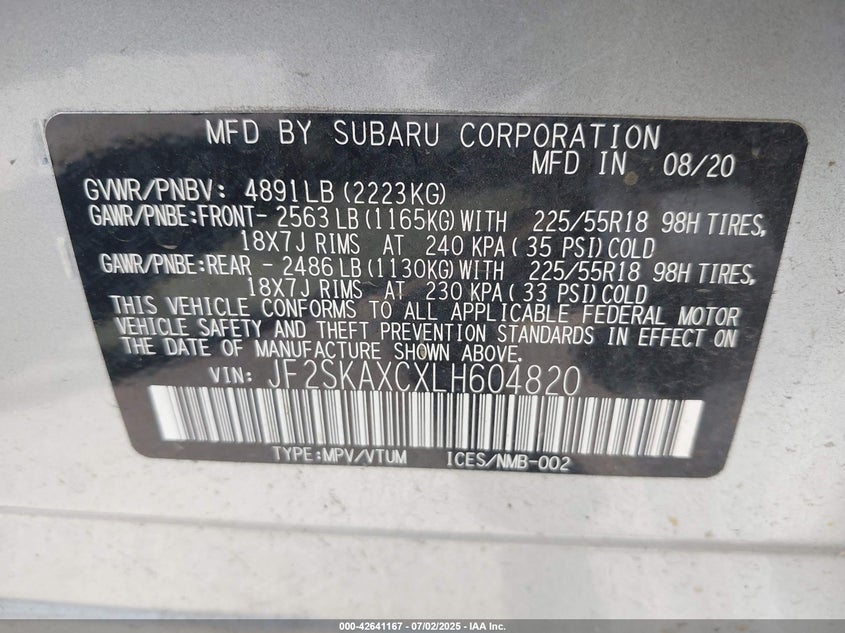 MFD BY SUBARU CORPORATION
MFD IN 08/20
GVWR/PNBV: 4891LB (2223KG)
GAWR/PNBE:FRONT- 2563 LB (1165KG) WITH 225/55R18 98H TIRES,
18X7J RIMS AT 240 KPA ( 35 PSI) COLD
GAWR/PNBE:REAR - 2486 LB (1130KG) WITH 225/55R18 98H TIRES,
18X7J RIMS AT 230 KPA ( 33 PSI) COLD
THIS VEHICLE CONFORMS TO ALL APPLICABLE FEDERAL MOTOR
VEHICLE SAFETY AND THEFT PREVENTION STANDARDS IN EFFECT ON
THE DATE OF MANUFACTURE SHOWN ABOVE.
VIN: JF2SKAXCXLH604820
TYPE:MPV/VTUM ICES/NMB-002
000-42641167 - 07/02/2025 - IAA Inc.